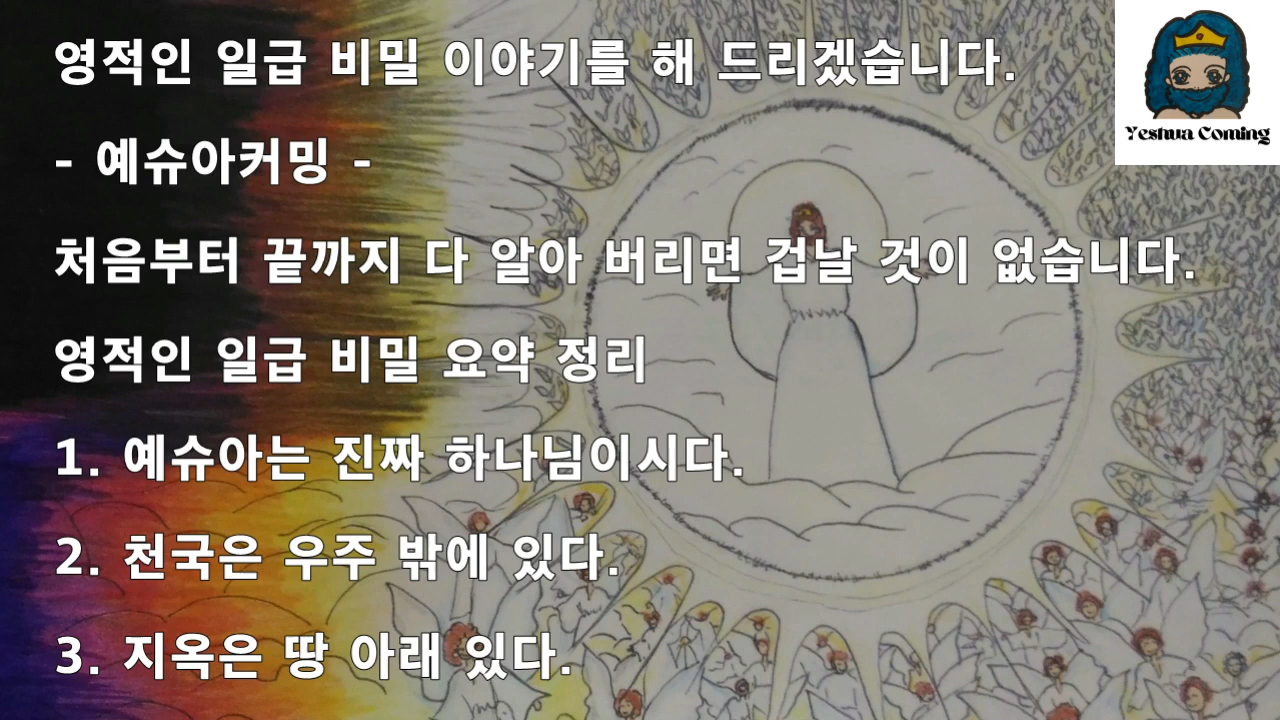 영적인 일급 비밀 이야기를 해 드리겠습니다.
Yeshua Coming
- 예슈아커밍 -
처음부터 끝까지 다 알아 버리면 겁날 것이 없습니다.
영적인 일급 비밀 요약 정리
1. 예슈아는 진짜 하나님이시다.
2. 천국은 우주 밖에 있다.
3. 지옥은 땅 아래 있다.